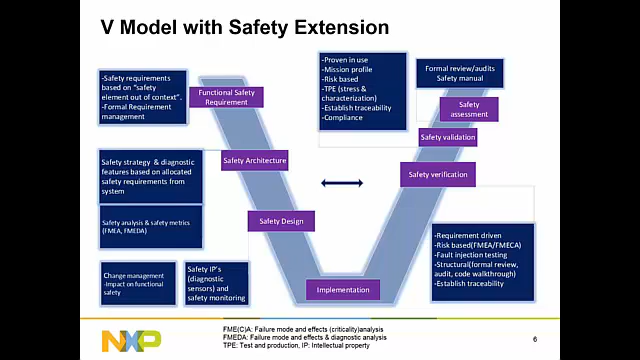 V Model with Safety Extension
-Safety requirements
based on "safety
element out of context".
-Formal Requirement
management
Functional Safety
Requirement
Safety strategy & diagnostic
features based on allocated
safety requirements from
system
Safety Architecture
Safety analysis & safety metrics
(FMEA, FMEDA)
Safety Design
Change management
-Impact on functional
safety
Safety IP's
(diagnostic
sensors) and
safety monitoring
Implementation
-Proven in use
-Mission profile
-Risk based
-TPE (stress &
characterization)
-Establish traceability
-Compliance
Formal review/audits
Safety manual
Safety
assessment
Safety validation
Safety verification
-Requirement driven
-Risk based(FMEA/FMECA)
-Fault injection testing
-Structural(formal review,
audit, code walkthrough)
-Establish traceability
NXP
FME(C)A: Failure mode and effects (criticality)analysis
FMEDA: Failure mode and effects & diagnostic analysis
TPE: Test and production, IP: Intellectual property
6